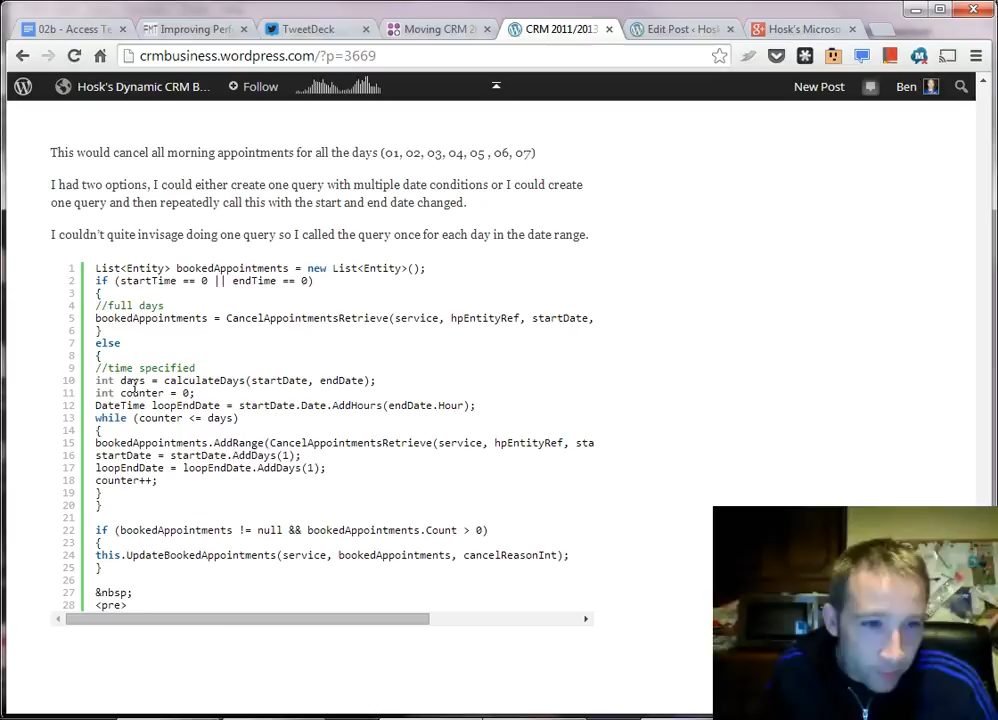 02b - Access Te
Improving Perf
TweetDeck
Moving CRM 20
CRM 2011/2013
Edit Post ‹ Hosk
Hosk's Microso
crmbusiness.wordpress.com/?p=3669
Hosk's Dynamic CRM B...
Follow
New Post
Ben
This would cancel all morning appointments for all the days (01, 02, 03, 04, 05 , 06, 07)
I had two options, I could either create one query with multiple date conditions or I could create
one query and then repeatedly call this with the start and end date changed.
I couldn't quite invisage doing one query so I called the query once for each day in the date range.
1 List<Entity> bookedAppointments = new List<Entity>();
2 if (startTime == 0 || endTime == 0)
3 {
4 //full days
5 bookedAppointments = CancelAppointmentsRetrieve(service, hpEntityRef, startDate,
6 }
7 else
8 {
9 //time specified
10 int days = calculateDays(startDate, endDate);
11 int counter = 0;
12 DateTime loopEndDate = startDate.Date.AddHours(endDate.Hour);
13 while (counter <= days)
14 {
15 bookedAppointments.AddRange(CancelAppointmentsRetrieve(service, hpEntityRef, sta
16 startDate = startDate.AddDays(1);
17 loopEndDate = loopEndDate.AddDays(1);
18 counter++;
19 }
20 }
21
22 if (bookedAppointments != null && bookedAppointments.Count > 0)
23 {
24 this.UpdateBookedAppointments(service, bookedAppointments, cancelReasonInt);
25 }
26
27 &nbsp;
28 <pre>